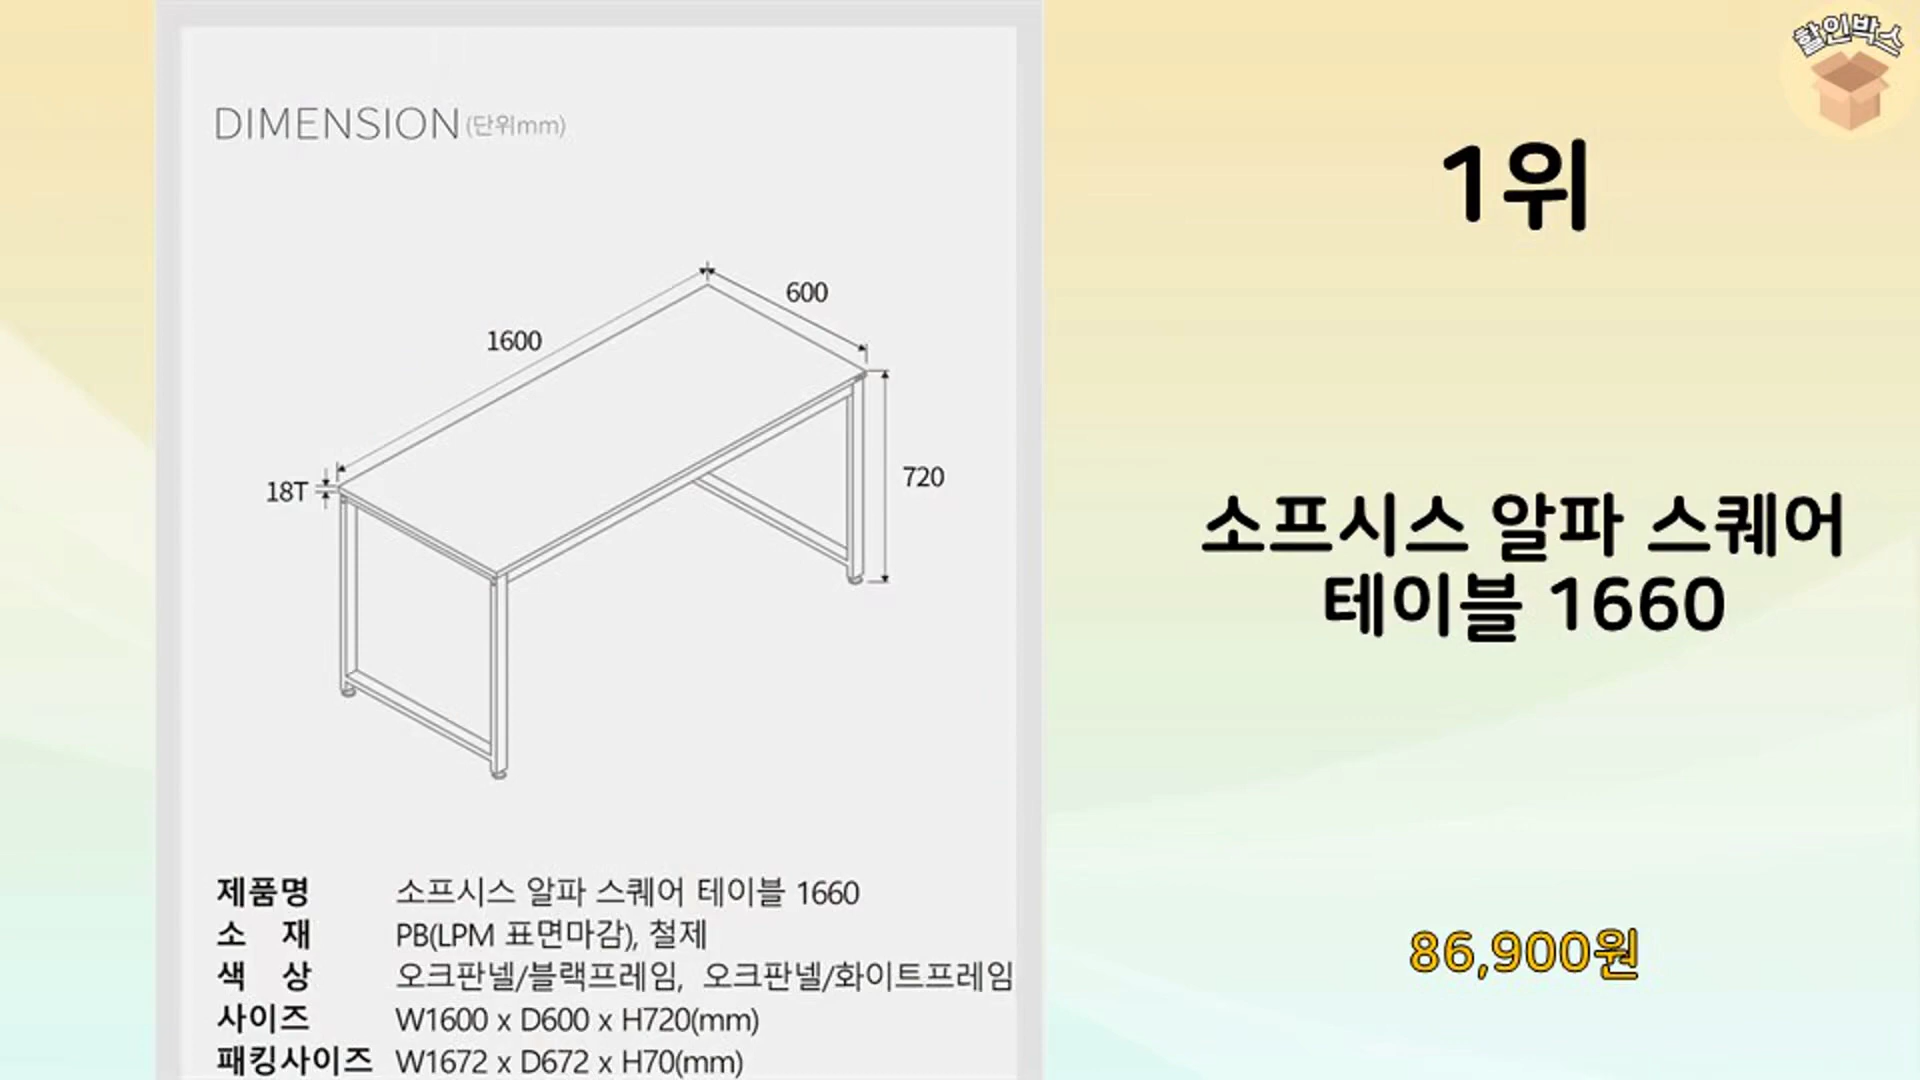 DIMENSION(단위mm)
600
1600
720
18T
제품명 소프시스 알파 스퀘어 테이블 1660
소 재 PB(LPM 표면마감), 철제
색 상 오크판넬/블랙프레임, 오크판넬/화이트프레임
사이즈 W1600 x D600 x H720(mm)
패킹사이즈 W1672 x D672 x H70(mm)
할인박스
1위
소프시스 알파 스퀘어
테이블 1660
86,900원